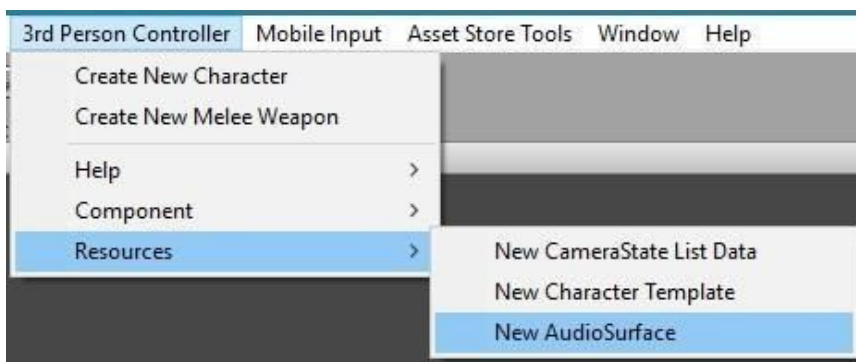 3rd Person Controller Mobile Input Asset Store Tools Window Help
Create New Character
Create New Melee Weapon
Help
Component
Resources
New CameraState List Data
New Character Template
New AudioSurface